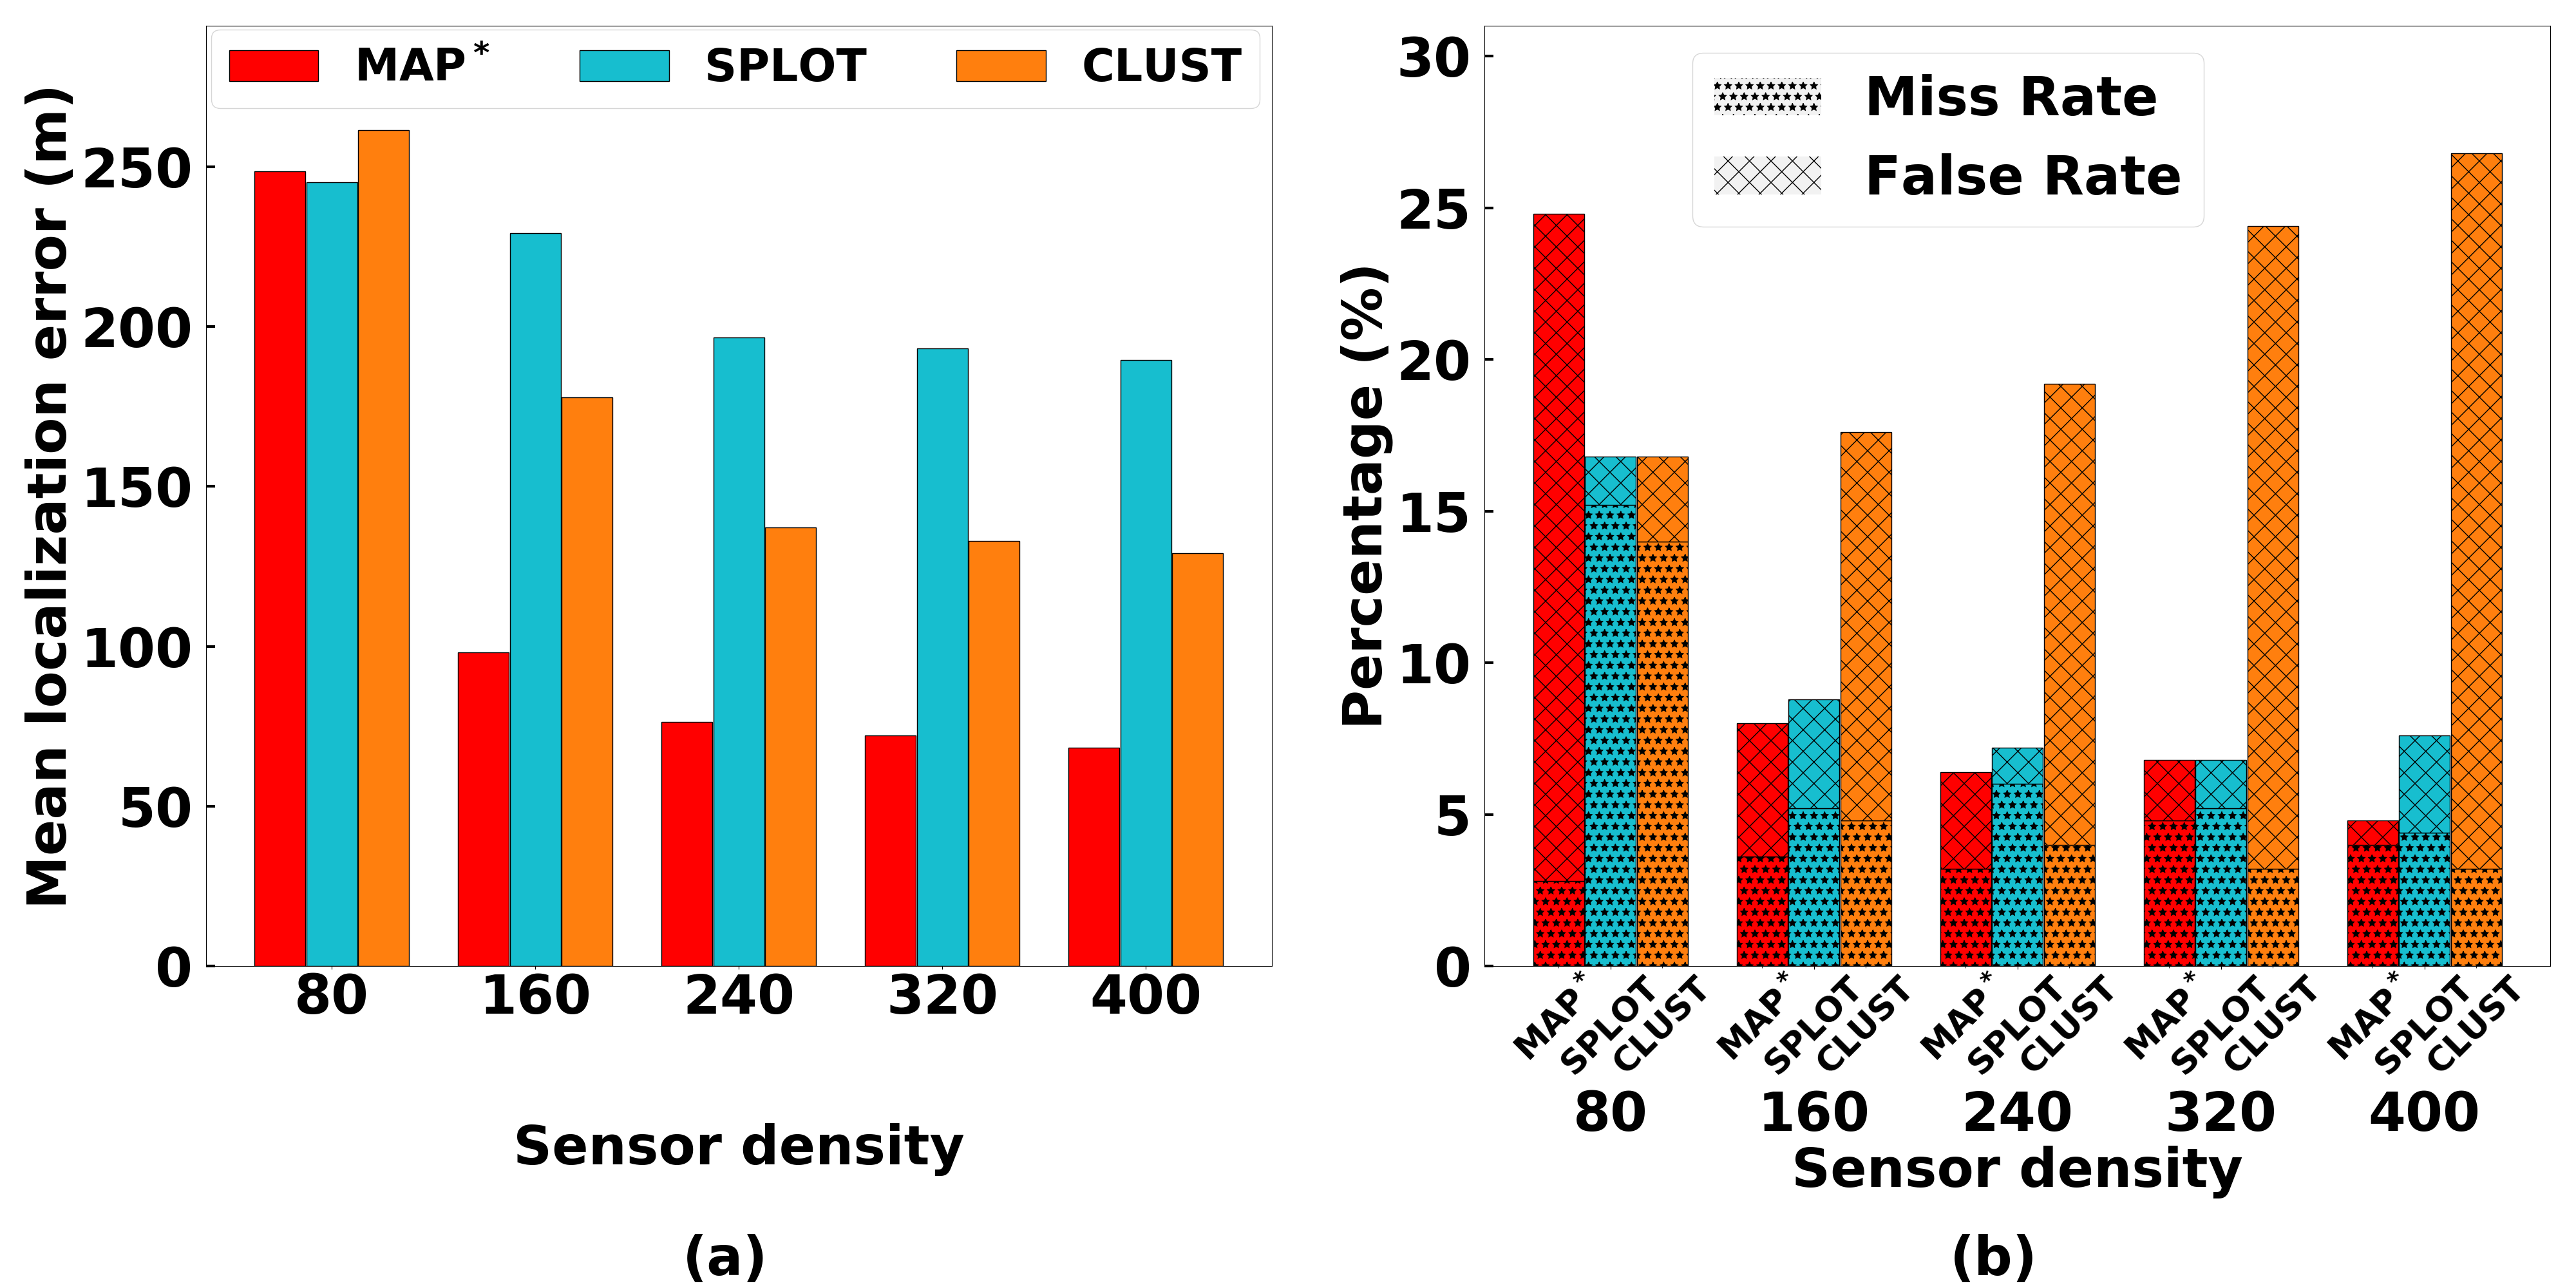 MAP* SPLOT CLUST
Mean localization error (m)
250
200
150
100
50
0
80 160 240 320 400
Sensor density
(a)
Miss Rate
False Rate
Percentage (%)
30
25
20
15
10
5
0
MAP* SPLOT CLUST MAP* SPLOT CLUST MAP* SPLOT CLUST MAP* SPLOT CLUST MAP* SPLOT CLUST
80 160 240 320 400
Sensor density
(b)